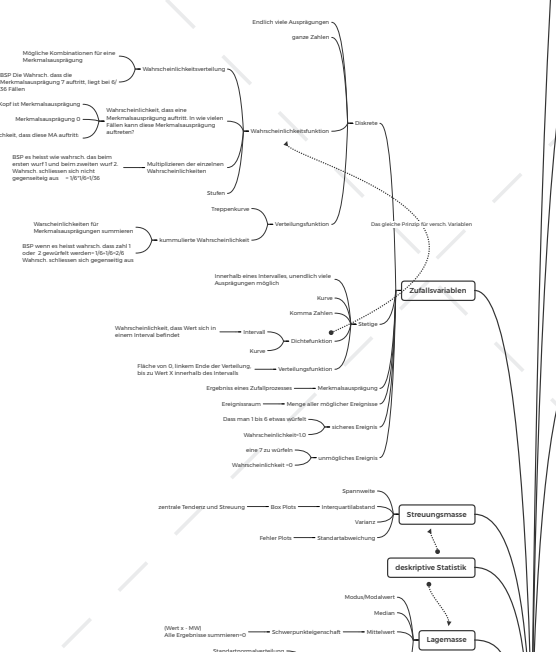 Endlich viele Ausprägungen
ganze Zahlen
Mögliche Kombinationen für eine
Merkmalsausprägung
Wahrscheinlichkeitsverteilung
BSP Die Wahrsch. dass die
Merkmalsausprägung 7 auftritt, liegt bei 6/
36 Fällen
Kopf ist Merkmalsausprägung
Merkmalsausprägung 0
chkeit, dass diese MA auftritt:
Wahrscheinlichkeit, dass eine
Merkmalsausprägung auftritt. In wie vielen
Fällen kann diese Merkmalsausprägung
auftreten?
Wahrscheinlichkeitsfunktion
Diskrete
BSP es heisst wie wahrsch. das beim
ersten wurf 1 und beim zweiten wurf 2.
Wahrsch. schliessen sich nicht
gegenseitieg aus = 1/6*1/6=1/36
Multiplizieren der einzelnen
Wahrscheinlichkeiten
Stufen
Treppenkurve
Verteilungsfunktion
Warscheinlichkeiten für
Merkmalsausprägungen summieren
kummulierte Wahrscheinlichkeit
BSP wenn es heisst wahrsch. das zahl 1
oder 2 gewürfelt werden= 1/6+1/6=2/6
Wahrsch. schliessen sich gegenseitig aus
Das gleiche Prinzip für versch. Variablen
Zufallsvariablen
Innerhalb eines Intervalles, unendlich viele
Ausprägungen möglich
Kurve
Komma Zahlen
Stetige
Wahrscheinlichkeit, dass Wert sich in
einem Interval befindet
Intervall
Dichtefunktion
Kurve
Fläche von 0, linkem Ende der Verteilung,
bis zu Wert X innerhalb des Intervalls
Verteilungsfunktion
Ergebniss eines Zufallprozesses
Merkmalsausprägung
Ereignissraum
Menge aller möglicher Ereignisse
Dass man 1 bis 6 etwas würfelt
sicheres Ereignis
Wahrscheinlichkeit=1.0
eine 7 zu würfeln
unmögliches Ereignis
Wahrscheinlichkeit =0
Spannweite
zentrale Tendenz und Streuung
Box Plots
Interquartilabstand
Streuungsmasse
Varianz
Fehler Plots
Standartabweichung
deskriptive Statistik
Modus/Modalwert
Median
(Wert x - MW)
Alle Ergebnisse summieren=0
Schwerpunkteigenschaft
Mittelwert
Lagemasse
Standartnormalverteilung